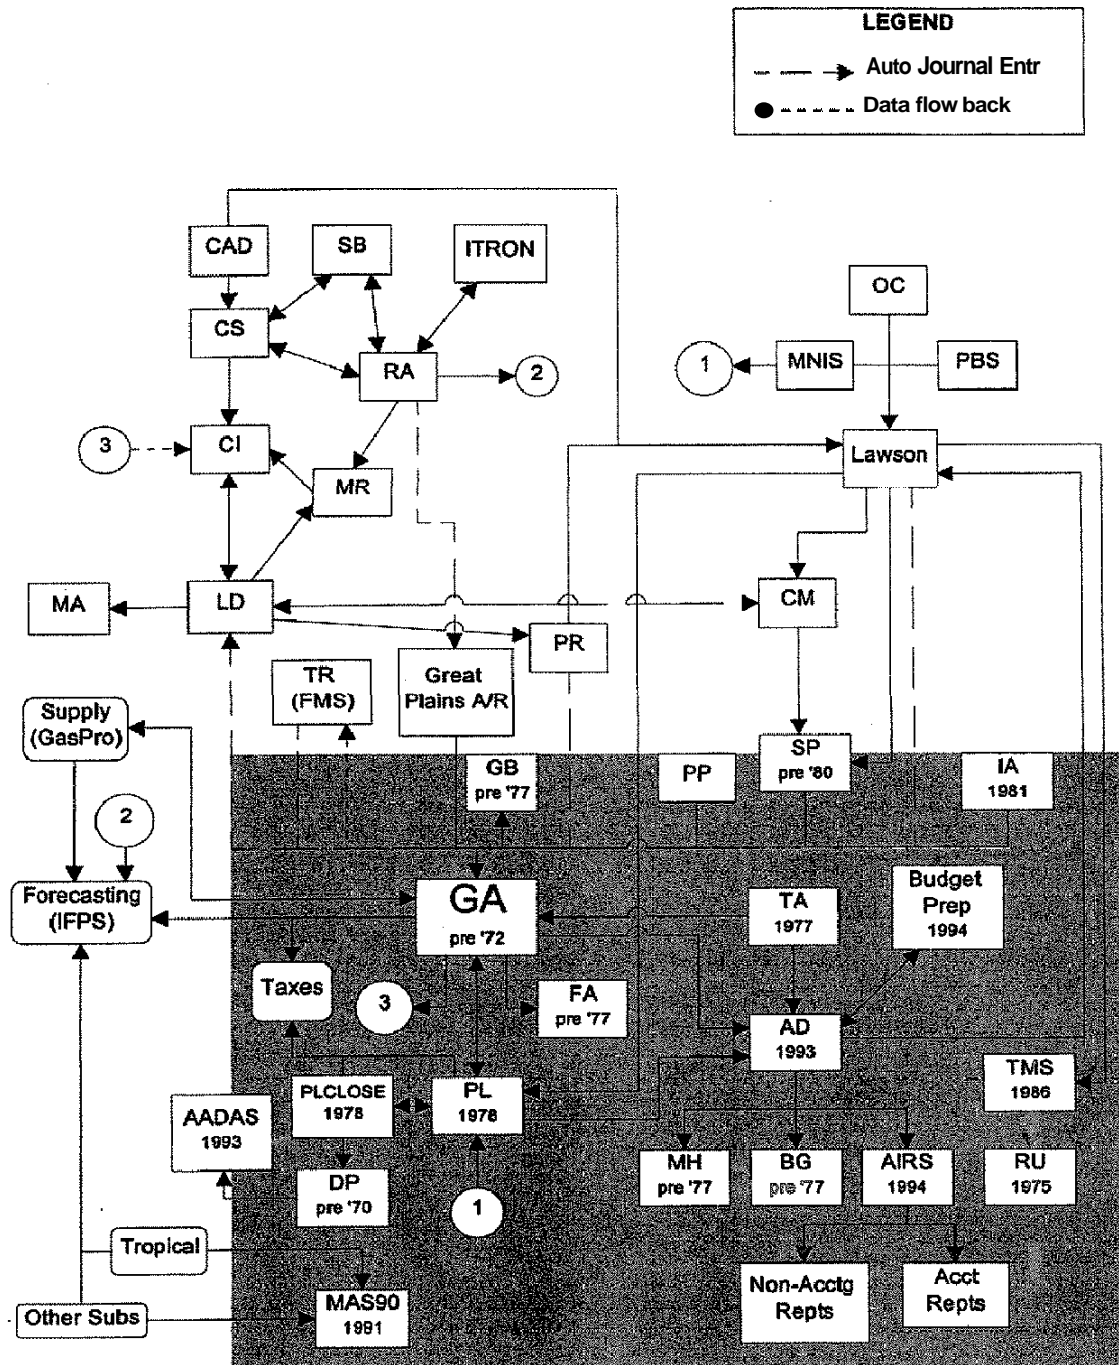 LEGEND
Auto Journal Entr
Data flow back
CAD
SB
ITRON
OC
CS
RA
2
1
MNIS
PBS
3
CI
Lawson
MR
MA
LD
CM
PR
TR
(FMS)
Great
Plains A/R
Supply
(GasPro)
GB
pre '77
PP
SP
pre '80
IA
1981
2
Forecasting
(IFPS)
GA
pre '72
TA
1977
Budget
Prep
1994
Taxes
3
FA
pre '77
AD
1993
TMS
1986
AADAS
1993
PLCLOSE
1978
PL
1978
DP
pre '70
1
MH
pre '77
BG
pre '77
AIRS
1994
RU
1975
Tropical
Other Subs
MAS90
1991
Non-Acctg
Repts
Acct
Repts